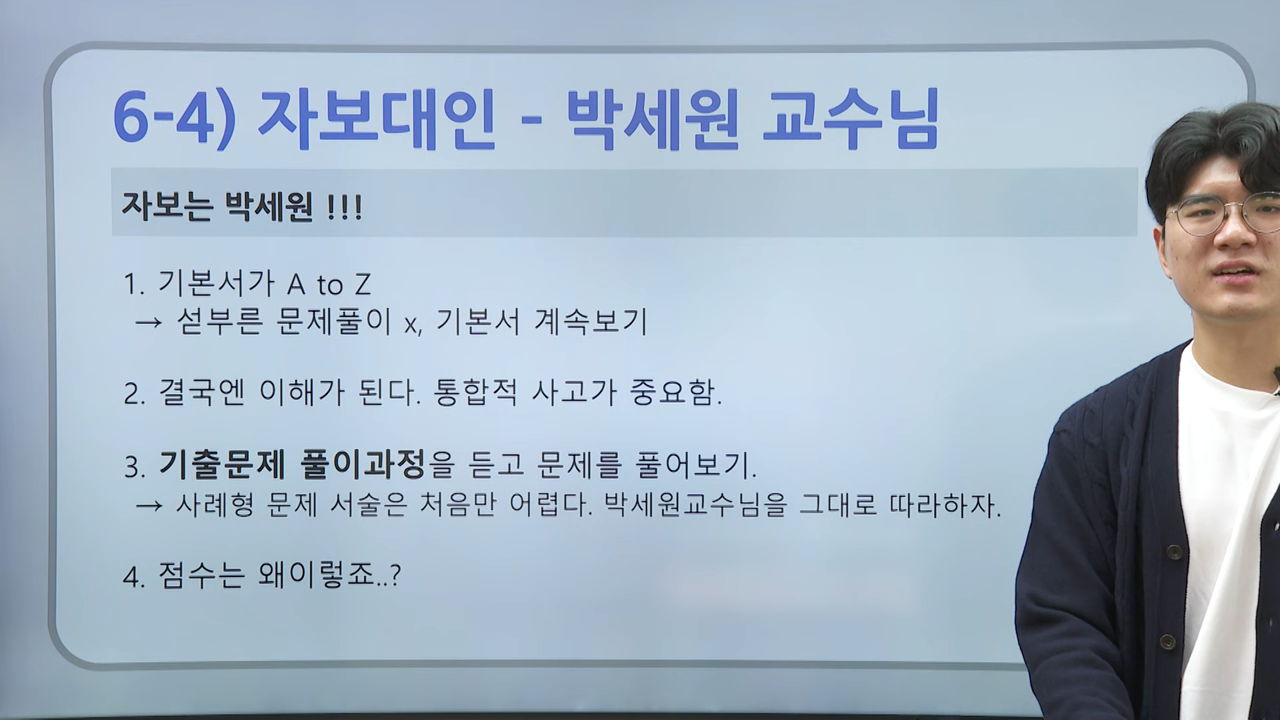 6-4) 자보대인 - 박세원 교수님
자보는 박세원 !!!
1. 기본서가 A to Z
→ 섣부른 문제풀이 x, 기본서 계속보기
2. 결국엔 이해가 된다. 통합적 사고가 중요함.
3. 기출문제 풀이과정을 듣고 문제를 풀어보기.
→ 사례형 문제 서술은 처음만 어렵다. 박세원교수님을 그대로 따라하자.
4. 점수는 왜이렇죠..?